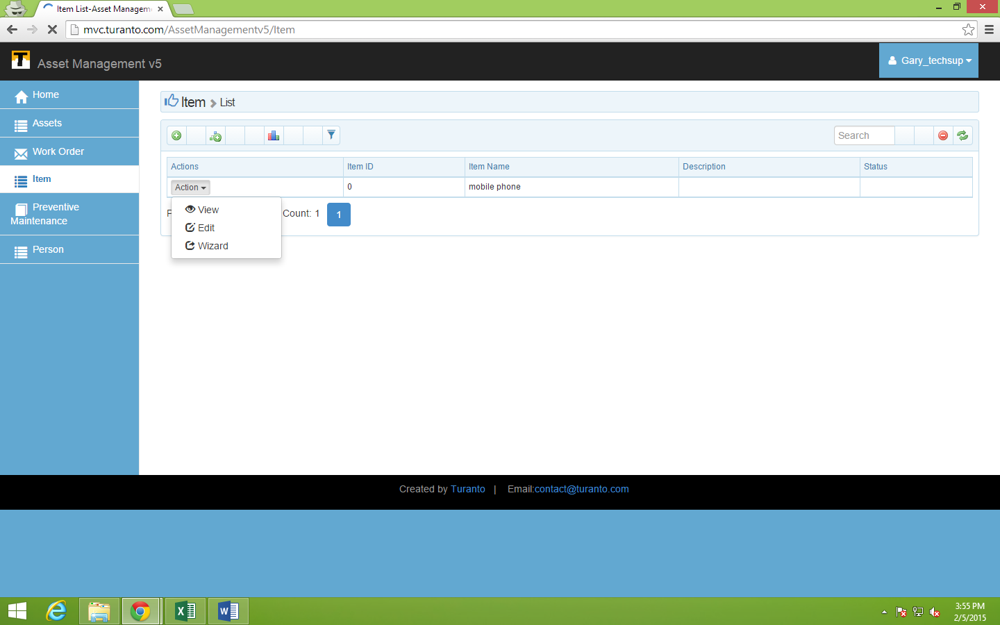 Item List-Asset Managem
mvc.turanto.com/AssetManagementv5/Item
T Asset Management v5
Gary_techsup
Home
Assets
Work Order
Item
Preventive
Maintenance
Person
Item List
Search
Actions Item ID Item Name Description Status
Action 0 mobile phone
Count: 1 1
View
Edit
Wizard
Created by Turanto | Email:contact@turanto.com
3:55 PM
2/5/2015